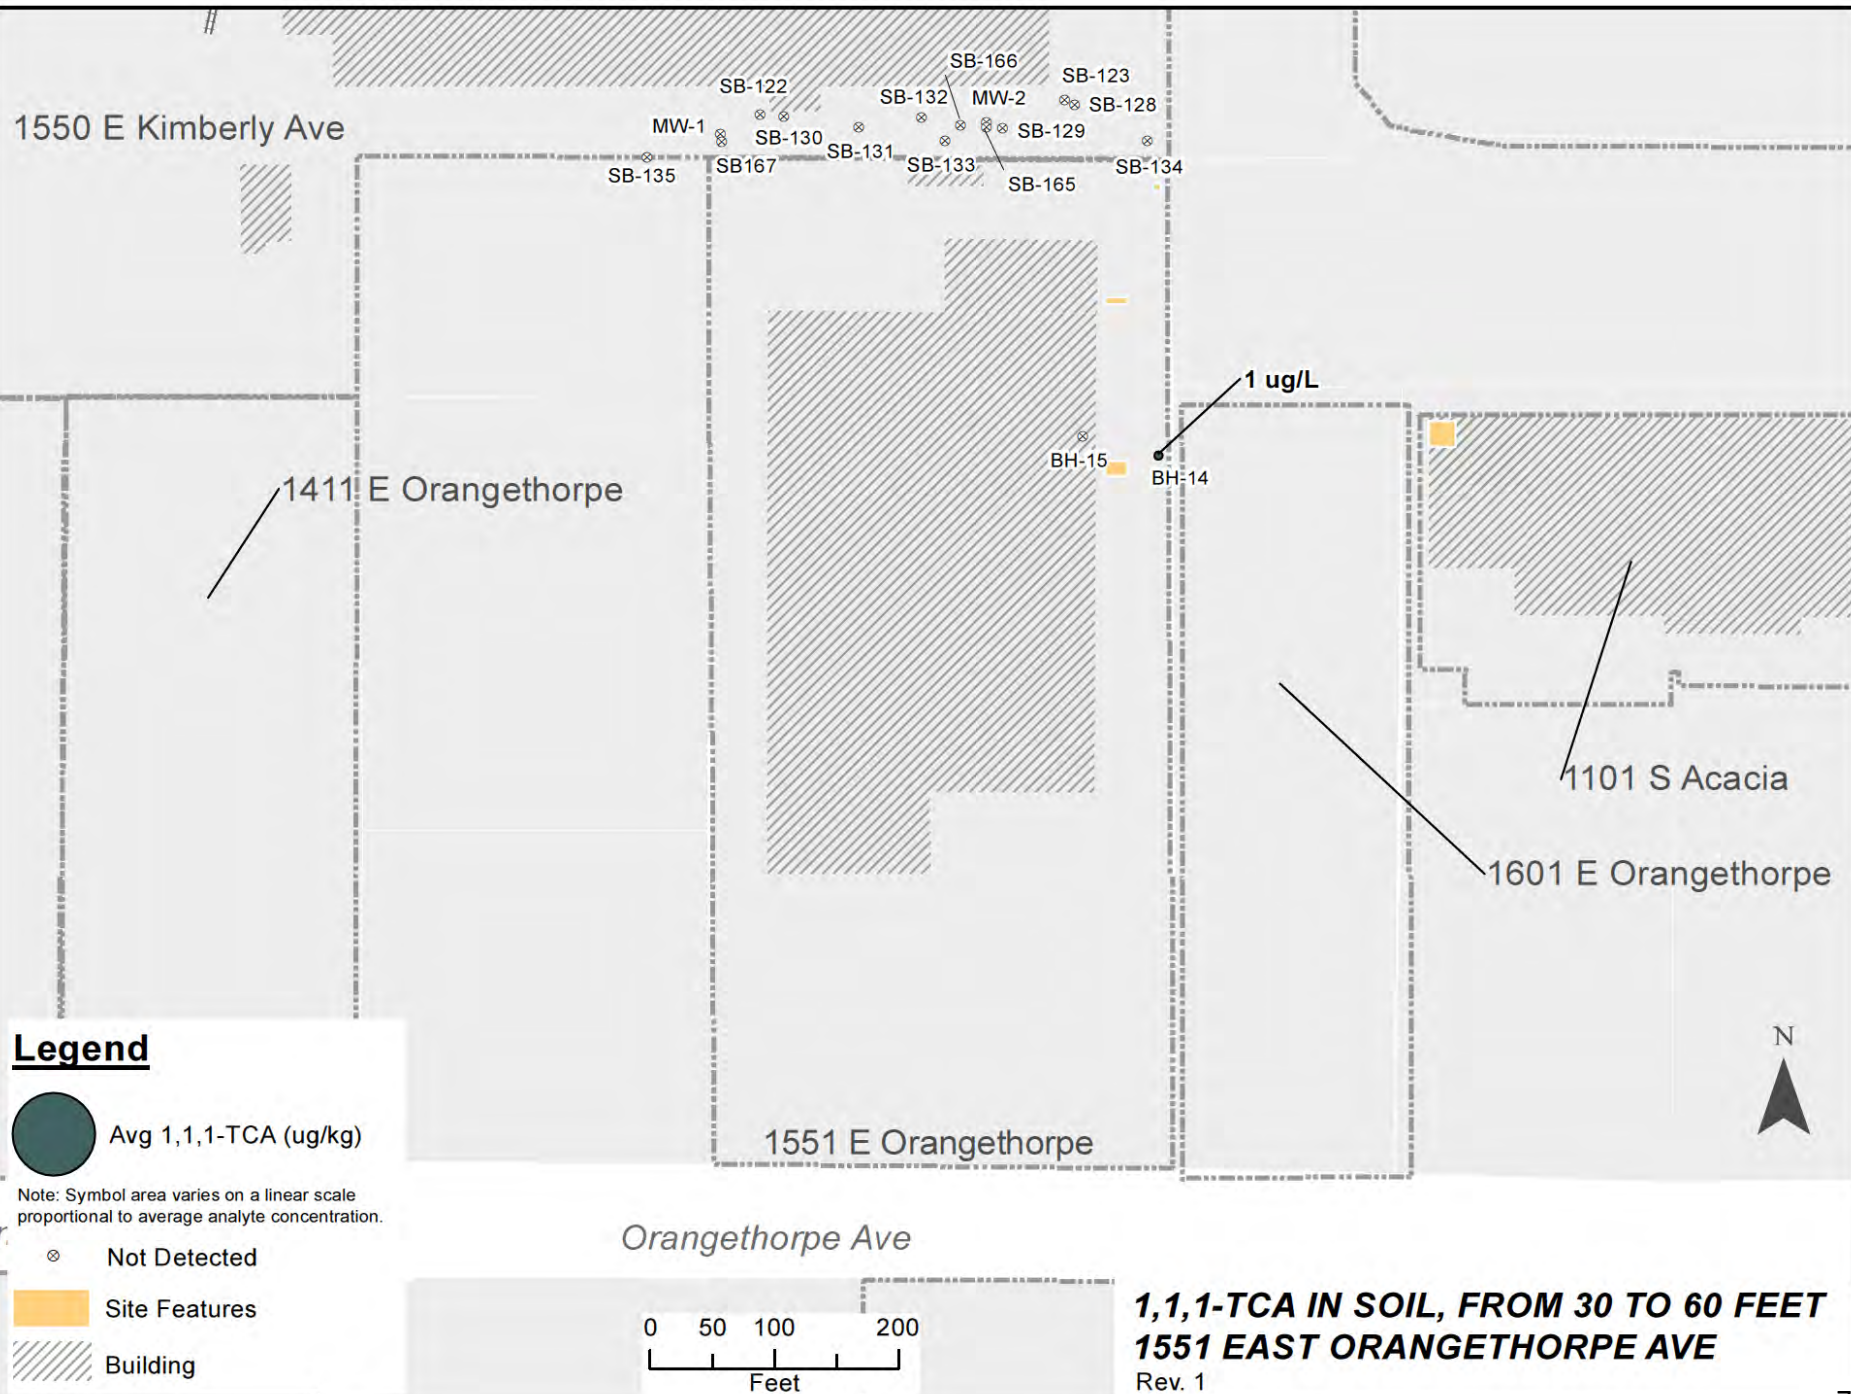 SB-166
SB-123
SB-122
SB-132
MW-2
SB-128
1550 E Kimberly Ave
MW-1
SB-130
SB-129
SB-131
SB-135
SB167
SB-133
SB-134
SB-165
1 ug/L
BH-15
BH-14
1411 E Orangethorpe
1101 S Acacia
1601 E Orangethorpe
N
1551 E Orangethorpe
Orangethorpe Ave
Legend
Avg 1,1,1-TCA (ug/kg)
Note: Symbol area varies on a linear scale
proportional to average analyte concentration.
Not Detected
Site Features
Building
0 50 100 200
Feet
1,1,1-TCA IN SOIL, FROM 30 TO 60 FEET
1551 EAST ORANGETHORPE AVE
Rev. 1